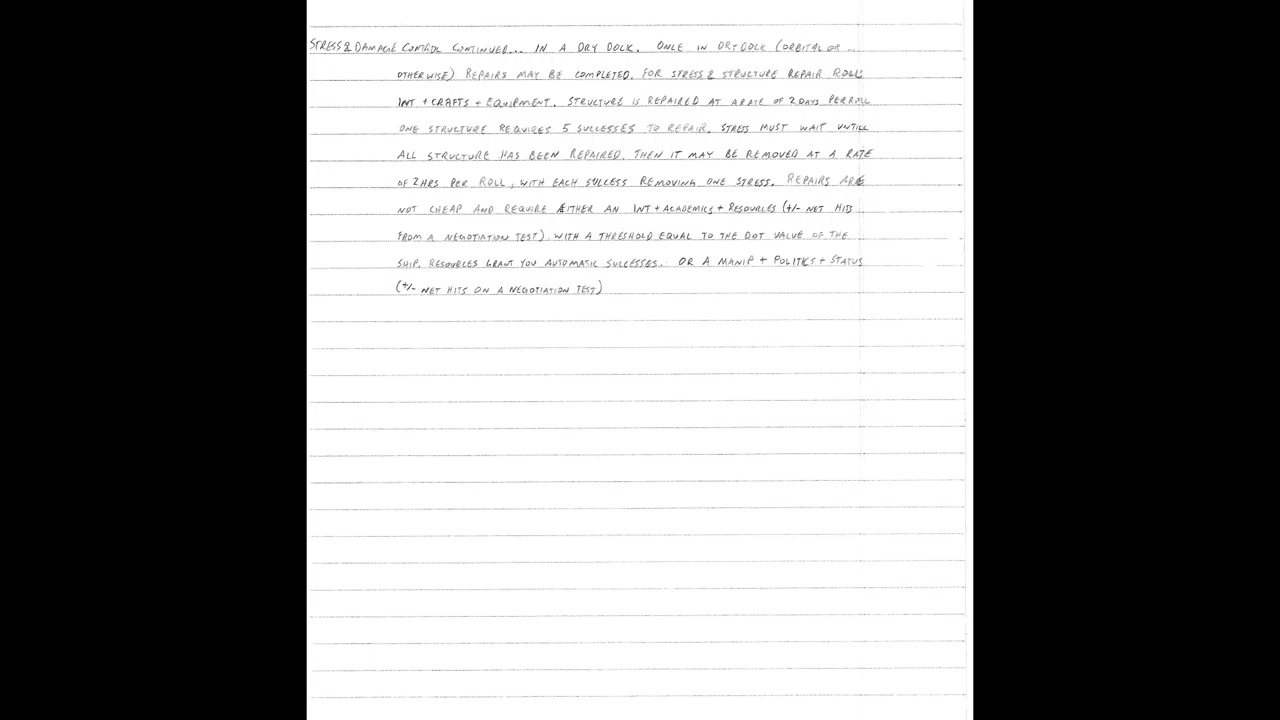 STRESS & DAMAGE CONTROL CONTINUED... IN A DRY DOCK. ONCE IN DRYDOCK (ORBITAL OR ...
OTHERWISE) REPAIRS MAY BE COMPLETED. FOR STRESS & STRUCTURE REPAIR ROLL
INT + CRAFTS + EQUIPMENT. STRUCTURE IS REPAIRED AT A RATE OF 2 DAYS PER ROLL
ONE STRUCTURE REQUIRES 5 SUCCESSES TO REPAIR. STRESS MUST WAIT UNTILL
ALL STRUCTURE HAS BEEN REPAIRED. THEN IT MAY BE REMOVED AT A RATE
OF 2 HRS PER ROLL, WITH EACH SUCCESS REMOVING ONE STRESS. REPAIRS ARE
NOT CHEAP AND REQUIRE EITHER AN INT + ACADEMICS + RESOURCES (+/- NET HITS
FROM A NEGOTIATION TEST) WITH A THRESHOLD EQUAL TO THE DOT VALUE OF THE
SHIP. RESOURCES GRANT YOU AUTOMATIC SUCCESSES. OR A MANIP + POLITICS + STATUS
(+/- NET HITS ON A NEGOTIATION TEST)